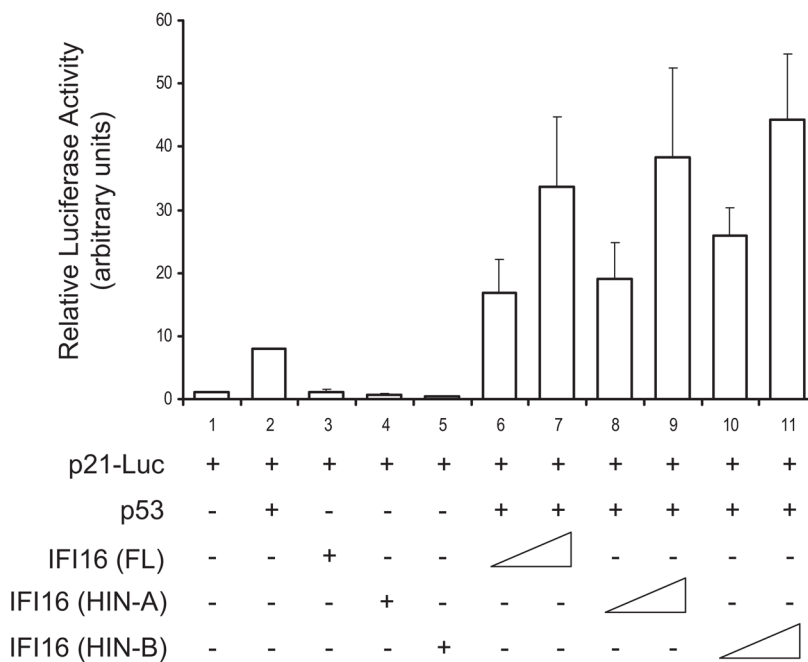 Relative Luciferase Activity
(arbitrary units)
60
50
40
30
20
10
0
1 2 3 4 5 6 7 8 9 10 11
p21-Luc + + + + + + + + + + +
p53 - + - - - + + + + + +
IFI16 (FL) - - + - - - - - -
IFI16 (HIN-A) - - - + - - - - -
IFI16 (HIN-B) - - - - + - - - -